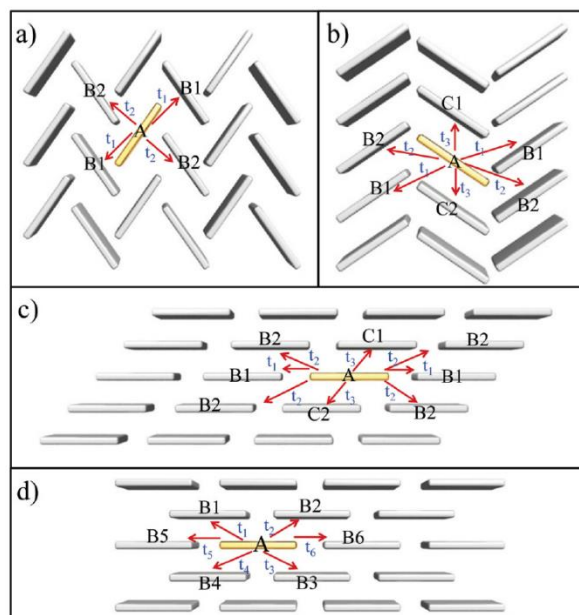 a)
B2
t₁
B1
t₂
A
t₁
t₂
B1
B2
b)
C1
B2
t₃
t₁
B1
t₂
A
t₁
t₃
t₂
B1
B2
C2
c)
B2
C1
B2
t₂
t₃
t₂
t₁
t₁
B1
A
B1
t₂
t₃
t₂
B2
C2
B2
d)
B1
B2
t₁
t₂
B5
A
B6
t₅
t₆
t₄
t₃
B4
B3